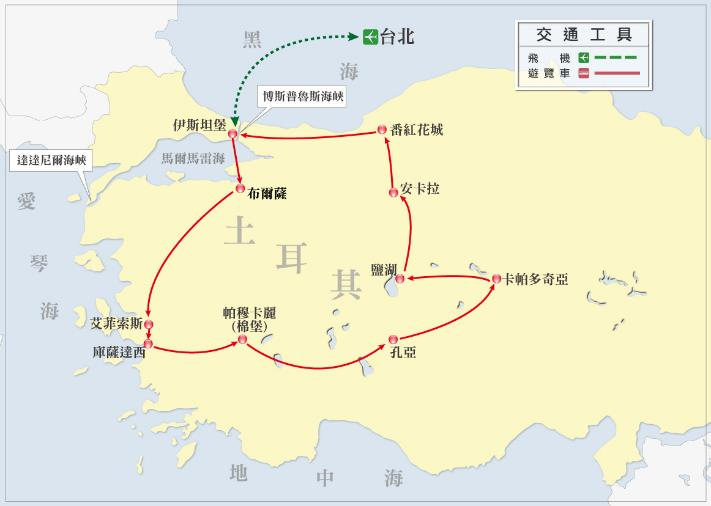 黑
海
台北
交通工具
飛機
遊覽車
博斯普魯斯海峽
伊斯坦堡
番紅花城
馬爾馬雷海
達達尼爾海峽
布爾薩
安卡拉
愛
琴
海
土
耳
其
鹽湖
卡帕多奇亞
艾菲索斯
帕穆卡麗
(棉堡)
庫薩達西
孔亞
地
中
海